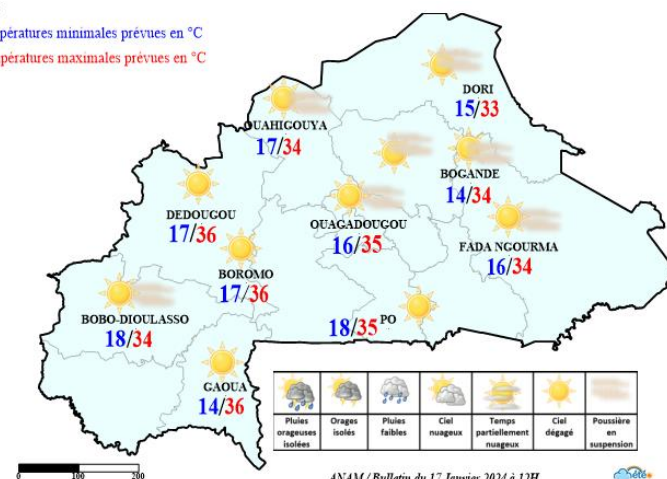 pératures minimales prévues en °C
pératures maximales prévues en °C
DORI
15/33
OUAHIGOUYA
17/34
BOGANDE
14/34
DEDOUGOU
17/36
OUAGADOUGOU
16/35
FADA NGOURMA
16/34
BOROMO
17/36
BOBO-DIOULASSO
18/34
PO
18/35
GAOUA
14/36
Pluies orageuses isolées
Orages isolés
Pluies faibles
Ciel nuageux
Temps partiellement nuageux
Ciel dégagé
Poussière en suspension
0 100 200
ANAM / Bulletin du 17 Janvier 2024 à 12H
météo